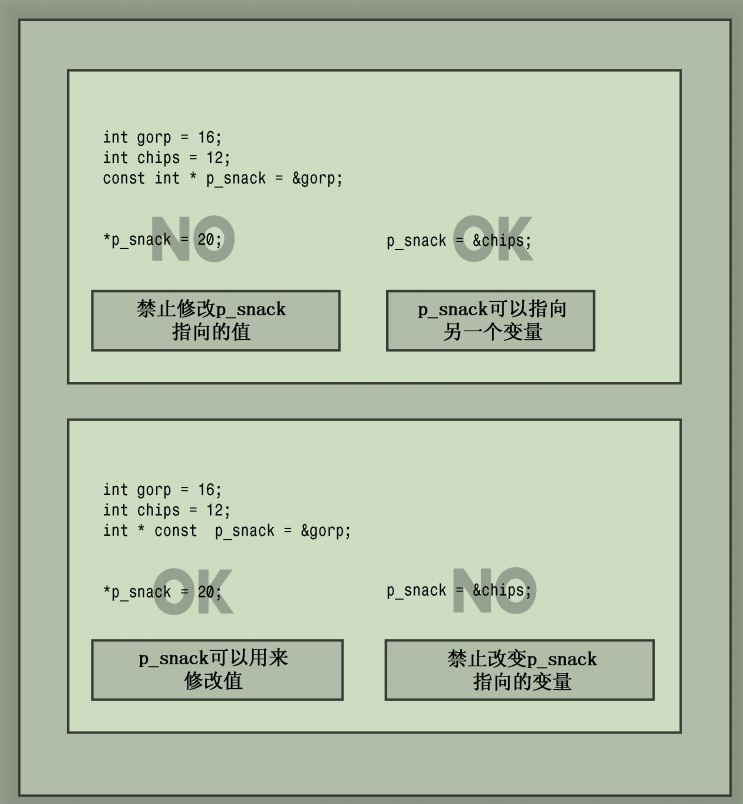 int gorp = 16;
int chips = 12;
const int * p_snack = &gorp;
*p_snack = 20;
NO
p_snack = &chips;
OK
禁止修改p_snack
指向的值
p_snack可以指向
另一个变量
int gorp = 16;
int chips = 12;
int * const  p_snack = &gorp;
*p_snack = 20;
OK
p_snack = &chips;
NO
p_snack可以用来
修改值
禁止改变p_snack
指向的变量